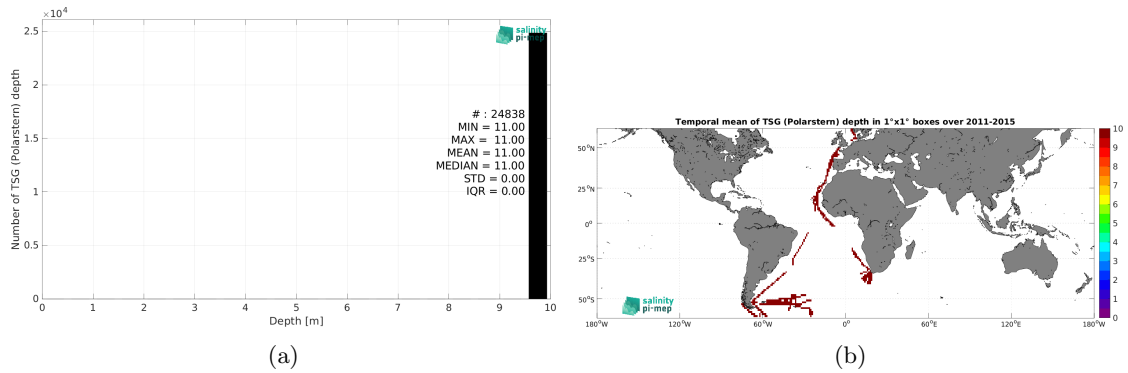 ×10⁴
2.5
2
1.5
1
0.5
0
Number of TSG (Polarstern) depth
salinity
pi-mep
# : 24838
MIN = 11.00
MAX = 11.00
MEAN = 11.00
MEDIAN = 11.00
STD = 0.00
IQR = 0.00
0 1 2 3 4 5 6 7 8 9 10
Depth [m]
(a)
Temporal mean of TSG (Polarstern) depth in 1°x1° boxes over 2011-2015
50°N
25°N
0°
25°S
50°S
salinity
pi-mep
180°W 120°W 60°W 0° 60°E 120°E 180°W
10
9
8
7
6
5
4
3
2
1
0
(b)